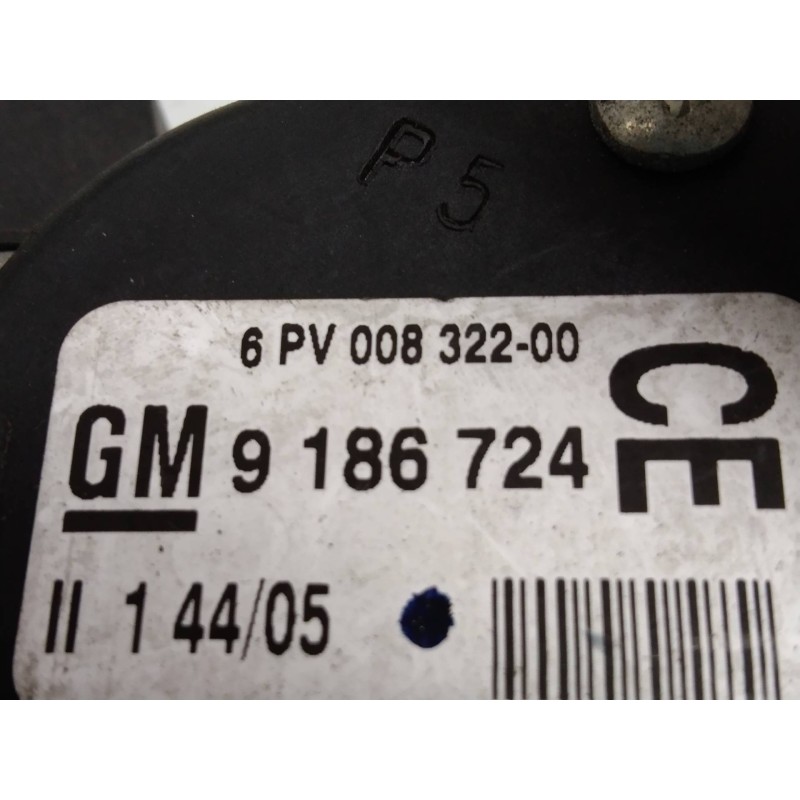 P 5
6 PV 008 322-00
GM 9 186 724
CE
II 1 44/05